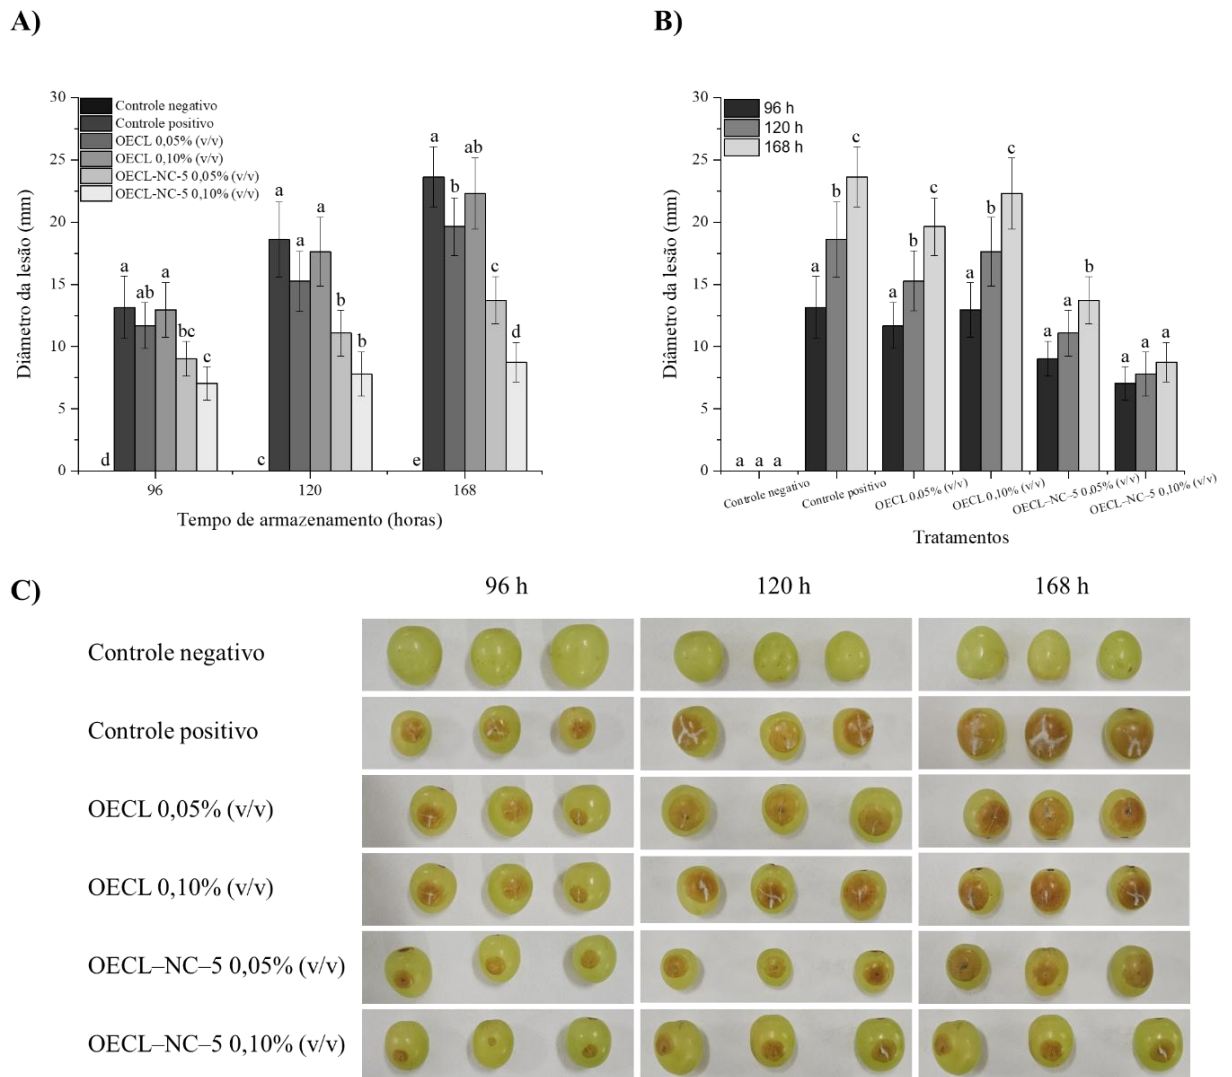 A)
Diâmetro da lesão (mm)
30
25
20
15
10
5
0
Controle negativo
Controle positivo
OECL 0,05% (v/v)
OECL 0,10% (v/v)
OECL-NC-5 0,05% (v/v)
OECL-NC-5 0,10% (v/v)
d a ab a bc c
c a a a b b
e a b ab c d
96 120 168
Tempo de armazenamento (horas)
B)
Diâmetro da lesão (mm)
30
25
20
15
10
5
0
96 h
120 h
168 h
a a a
a b c
a b c
a b c
a a b
a a a
Controle negativo
Controle positivo
OECL 0,05% (v/v)
OECL 0,10% (v/v)
OECL–NC–5 0,05% (v/v)
OECL–NC–5 0,10% (v/v)
Tratamentos
C)
96 h 120 h 168 h
Controle negativo
Controle positivo
OECL 0,05% (v/v)
OECL 0,10% (v/v)
OECL–NC–5 0,05% (v/v)
OECL–NC–5 0,10% (v/v)